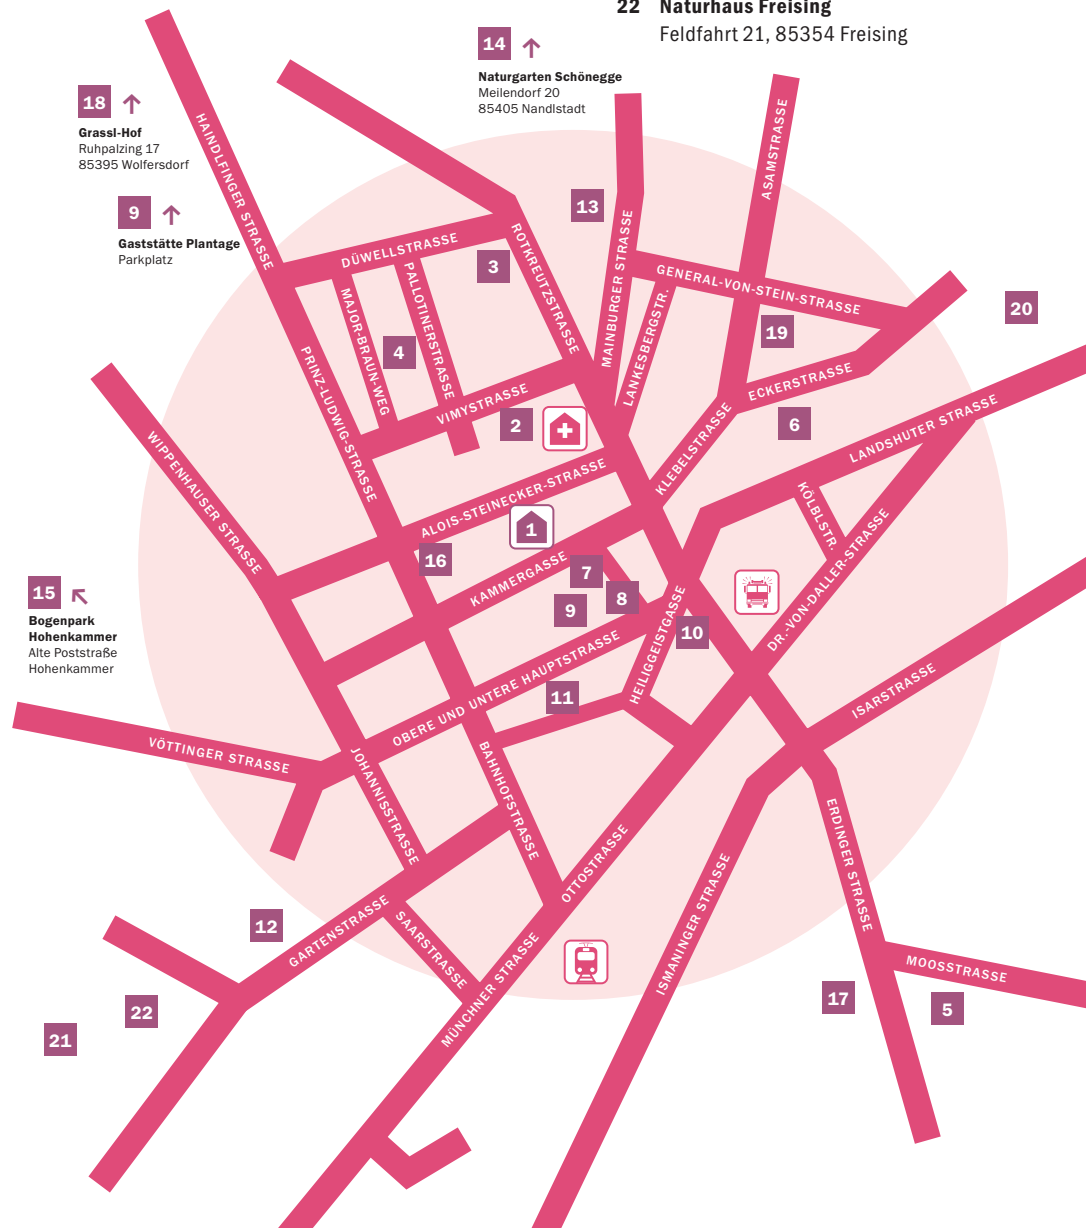 22 Naturhaus Freising
Feldfahrt 21, 85354 Freising
14
Naturgarten Schönegge
Meilendorf 20
85405 Nandlstadt
18
Grassl-Hof
Ruhpalzing 17
85395 Wolfersdorf
9
Gaststätte Plantage
Parkplatz
HAINDLFINGER STRASSE
13
ASAMSTRASSE
DÜWELLSTRASSE
3
ROTKREUTZSTRASSE
MAINBURGER STRASSE
GENERAL-VON-STEIN-STRASSE
20
MAJOR-BRAUN-WEG
PALLOTINERSTRASSE
LANKESBERGSTR.
19
4
PRINZ-LUDWIG-STRASSE
VIMYSTRASSE
ECKERSTRASSE
2
6
LANDSHUTER STRASSE
WIPPENHAUSER STRASSE
KLEBELSTRASSE
ALOIS-STEINECKER-STRASSE
KÖLBLSTR.
1
16
KAMMERGASSE
7
8
9
DR.-VON-DALLER-STRASSE
15
Bogenpark
Hohenkammer
Alte Poststraße
Hohenkammer
HEILIGGEISTGASSE
10
OBERE UND UNTERE HAUPTSTRASSE
11
ISARSTRASSE
VÖTTINGER STRASSE
JOHANNISSTRASSE
BAHNHOFSTRASSE
OTTOSTRASSE
ERDINGER STRASSE
ISMANINGER STRASSE
12
GARTENSTRASSE
SAARSTRASSE
MÜNCHNER STRASSE
MOOSSTRASSE
17
5
22
21